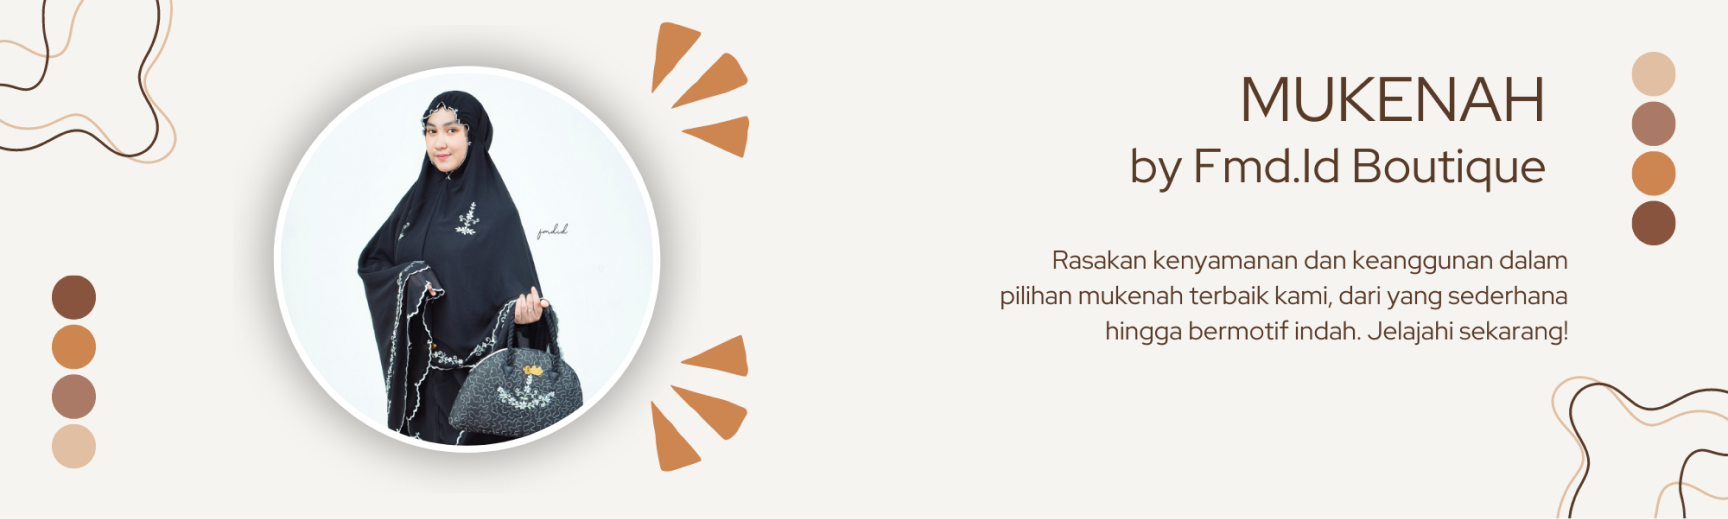 MUKENAH
by Fmd.Id Boutique
Rasakan kenyamanan dan keanggunan dalam
pilihan mukenah terbaik kami, dari yang sederhana
hingga bermotif indah. Jelajahi sekarang!
fmdid